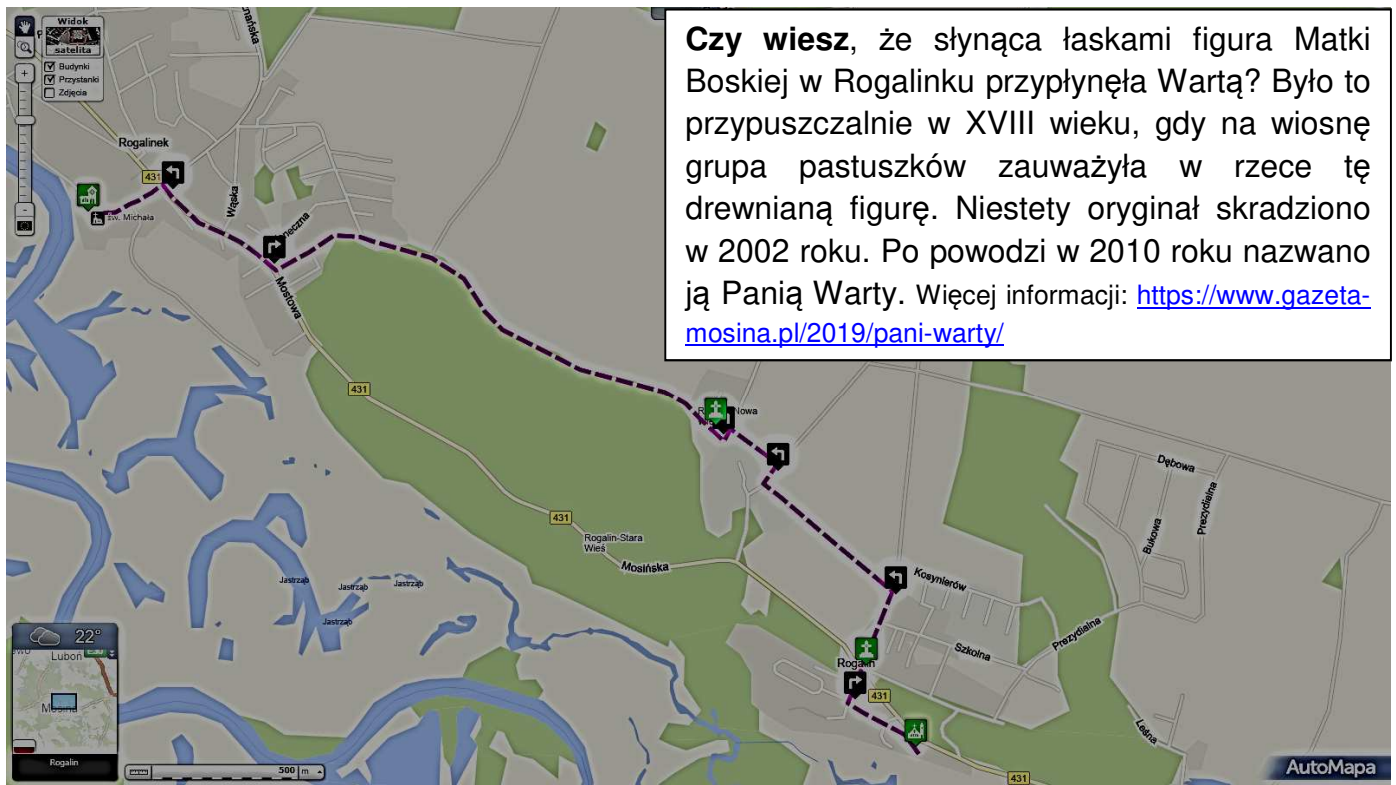 Widok
satelita
Budynki
Przystanki
Zdjęcia
Czy wiesz, że słynąca łaskami figura Matki
Boskiej w Rogalinku przypłynęła Wartą? Było to
przypuszczalnie w XVIII wieku, gdy na wiosnę
grupa pastuszków zauważyła w rzece tę
drewnianą figurę. Niestety oryginał skradziono
w 2002 roku. Po powodzi w 2010 roku nazwano
ją Panią Warty. Więcej informacji: https://www.gazeta-
mosina.pl/2019/pani-warty/
Rogalinek
431
Wąska
św. Michała
Mostowa
431
Nowa
Dębowa
Prezydialna
Bukowa
431
Rogalin-Stara
Wieś
Mosińska
Kosynierów
Jastrząb
Jastrząb
Jastrząb
Jastrząb
Szkolna
Prezydialna
22°
Luboń
Mosina
Rogalin
431
Leśna
Rogalin
500 m
431
AutoMapa